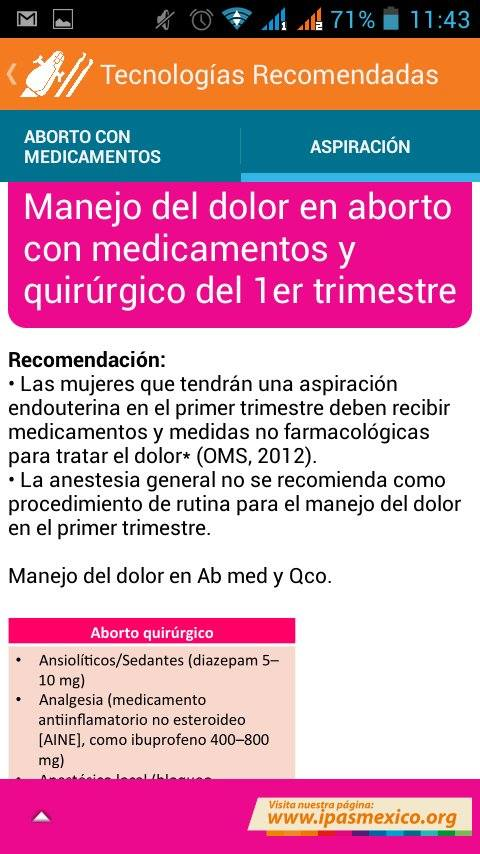 71% 11:43
Tecnologías Recomendadas
ABORTO CON
MEDICAMENTOS
ASPIRACIÓN
Manejo del dolor en aborto
con medicamentos y
quirúrgico del 1er trimestre
Recomendación:
• Las mujeres que tendrán una aspiración
endouterina en el primer trimestre deben recibir
medicamentos y medidas no farmacológicas
para tratar el dolor* (OMS, 2012).
• La anestesia general no se recomienda como
procedimiento de rutina para el manejo del dolor
en el primer trimestre.
Manejo del dolor en Ab med y Qco.
Aborto quirúrgico
• Ansiolíticos/Sedantes (diazepam 5–
10 mg)
• Analgesia (medicamento
antiinflamatorio no esteroideo
[AINE], como ibuprofeno 400–800
mg)
Visita nuestra página:
www.ipasmexico.org